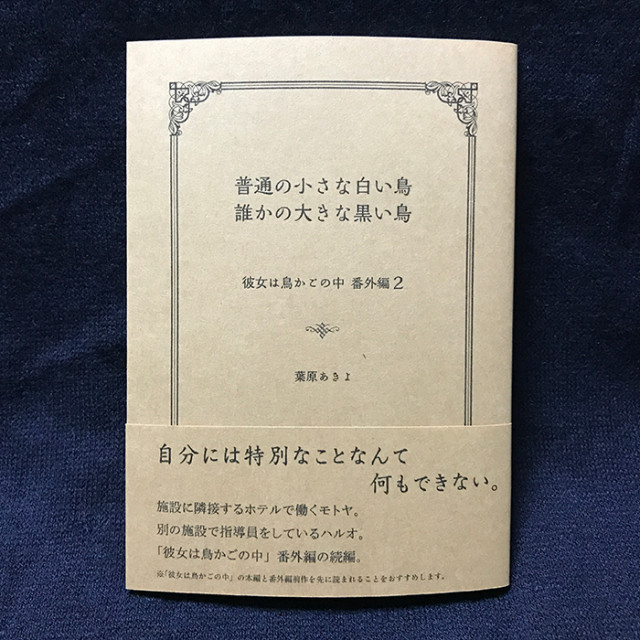 普通の小さな白い鳥
誰かの大きな黒い鳥
彼女は鳥かごの中 番外編2
葉原あきよ
自分には特別なことなんて
何もできない。
施設に隣接するホテルで働くモトヤ。
別の施設で指導員をしているハルオ。
「彼女は鳥かごの中」番外編の続編。
※「彼女は鳥かごの中」の本編と番外編前作を先に読まれることをおすすめします。